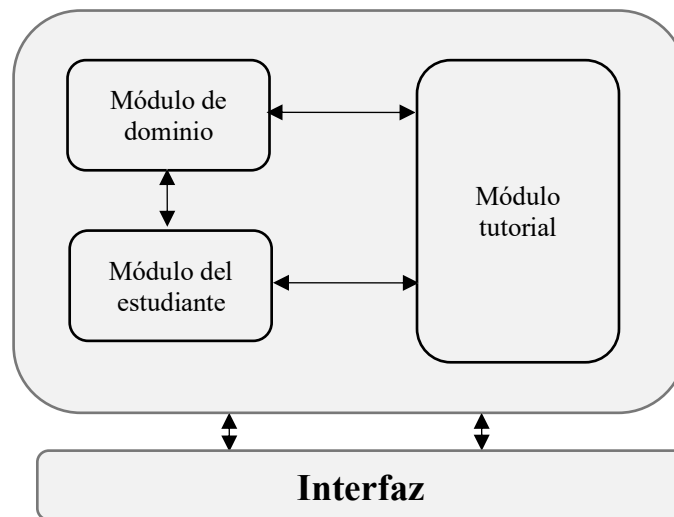 Módulo de
dominio
Módulo
tutorial
Módulo del
estudiante
Interfaz